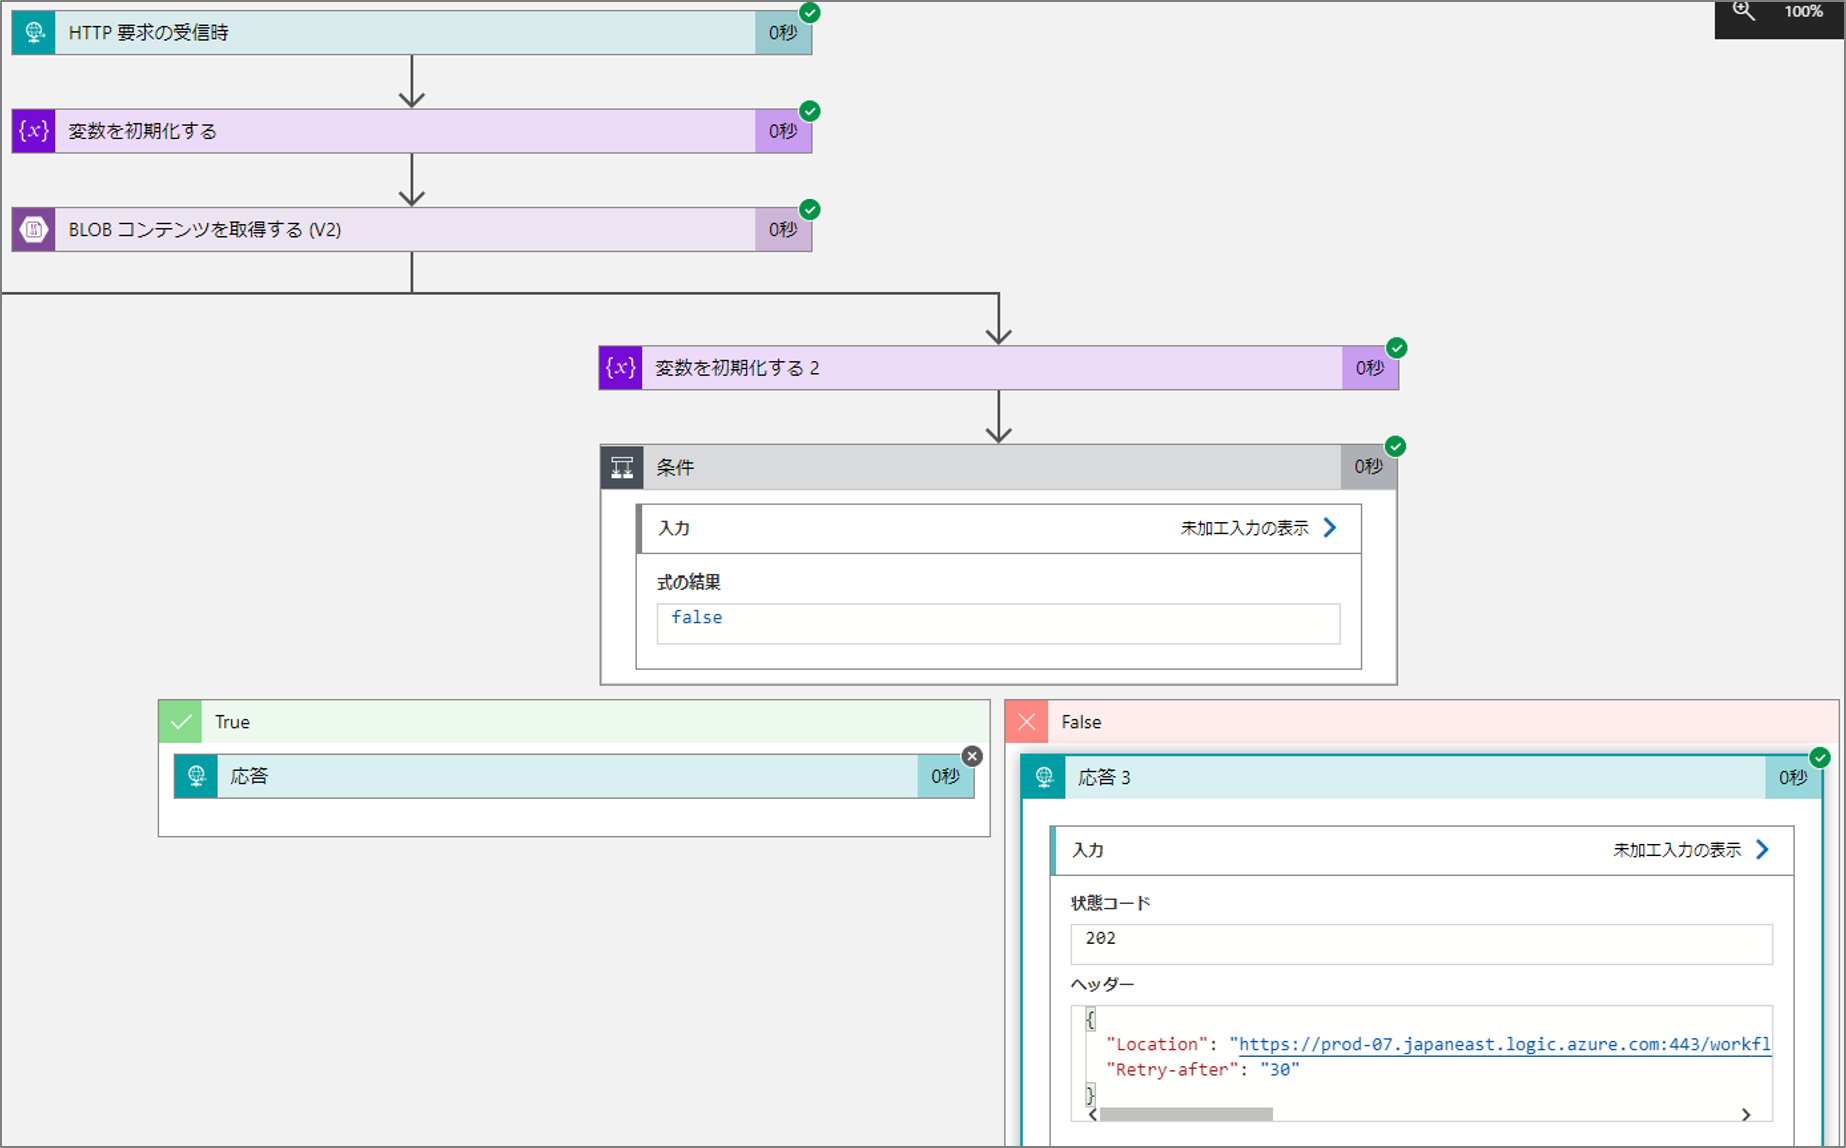 100%
HTTP 要求の受信時
0秒
{x}
変数を初期化する
0秒
BLOB コンテンツを取得する (V2)
0秒
{x}
変数を初期化する 2
0秒
条件
0秒
入力
未加工入力の表示
式の結果
false
True
応答
0秒
False
応答 3
0秒
入力
未加工入力の表示
状態コード
202
ヘッダー
{
"Location": "https://prod-07.japaneast.logic.azure.com:443/workfl
"Retry-after": "30"
}